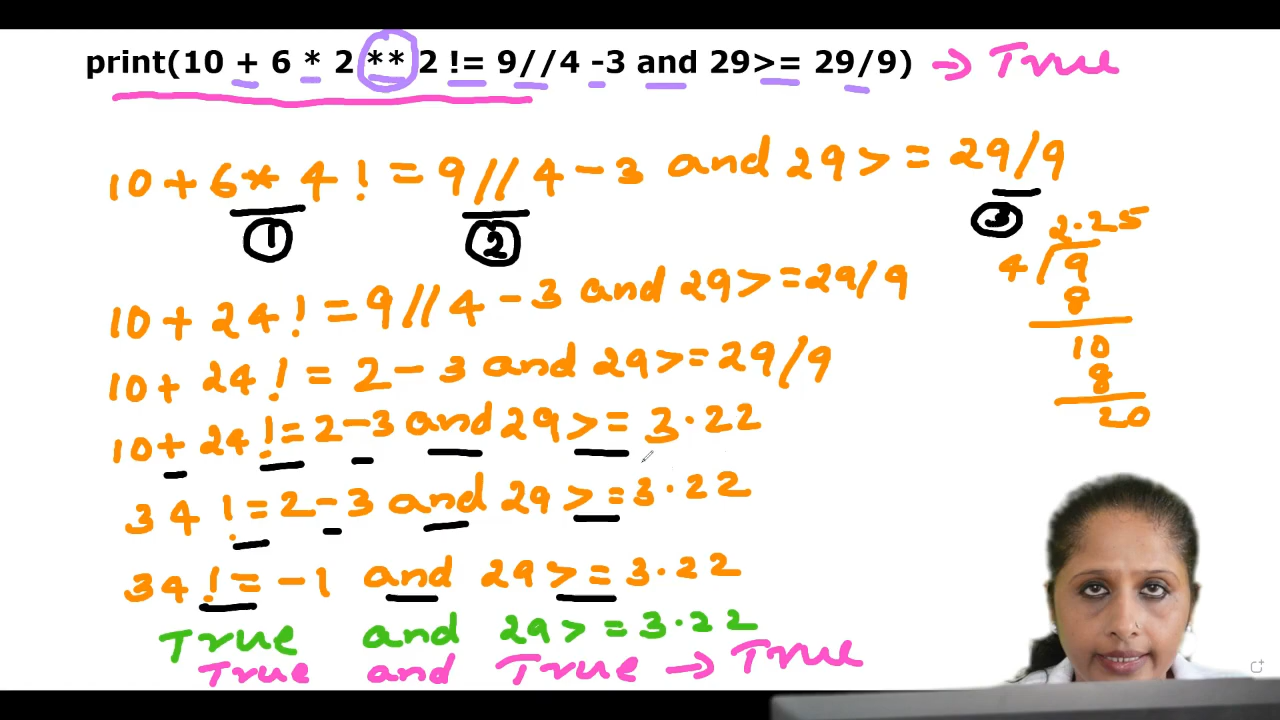 print(10 + 6 * 2 ** 2 != 9//4 -3 and 29>= 29/9) → True
10 + 6 * 4 != 9 // 4 - 3 and 29 >= 29/9
1 2 3
2.25
4 9
8
10
8
20
10 + 24 != 9 // 4 - 3 and 29 >= 29/9
10 + 24 != 2 - 3 and 29 >= 29/9
10 + 24 != 2 - 3 and 29 >= 3.22
34 != 2 - 3 and 29 >= 3.22
34 != -1 and 29 >= 3.22
True and 29 >= 3.22
True and True → True